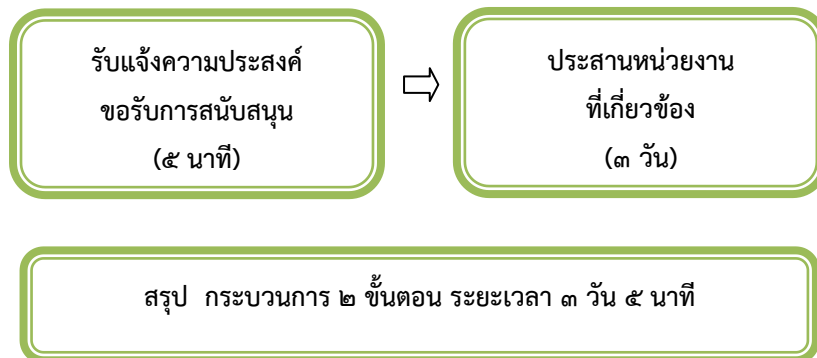 รับแจ้งความประสงค์
ขอรับการสนับสนุน
(๕ นาที)
ประสานหน่วยงาน
ที่เกี่ยวข้อง
(๓ วัน)
สรุป กระบวนการ ๒ ขั้นตอน ระยะเวลา ๓ วัน ๕ นาที